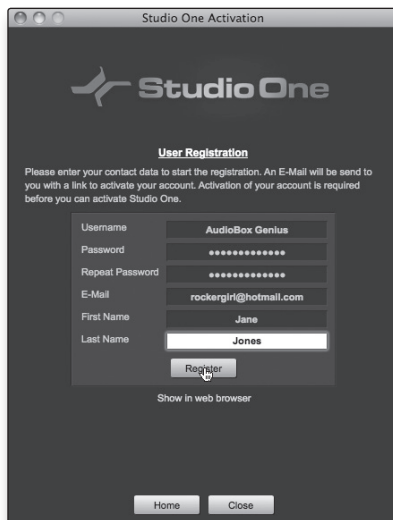 Studio One Activation
Studio One
User Registration
Please enter your contact data to start the registration. An E-Mail will be send to
you with a link to activate your account. Activation of your account is required
before you can activate Studio One.
Username AudioBox Genius
Password •••••••••••••
Repeat Password •••••••••••••
E-Mail rockergirl@hotmail.com
First Name Jane
Last Name Jones
Register
Show in web browser
Home Close